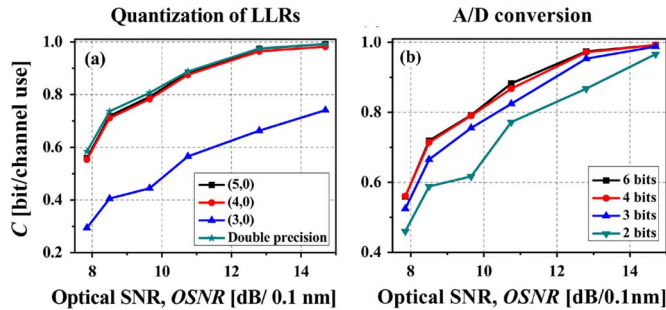 Quantization of LLRs
A/D conversion
C [bit/channel use]
1.0
0.8
0.6
0.4
0.2
(a)
(5,0)
(4,0)
(3,0)
Double precision
8 10 12 14
Optical SNR, OSNR [dB/ 0.1 nm]
1.0
0.8
0.6
0.4
(b)
6 bits
4 bits
3 bits
2 bits
8 10 12 14
Optical SNR, OSNR [dB/0.1nm]